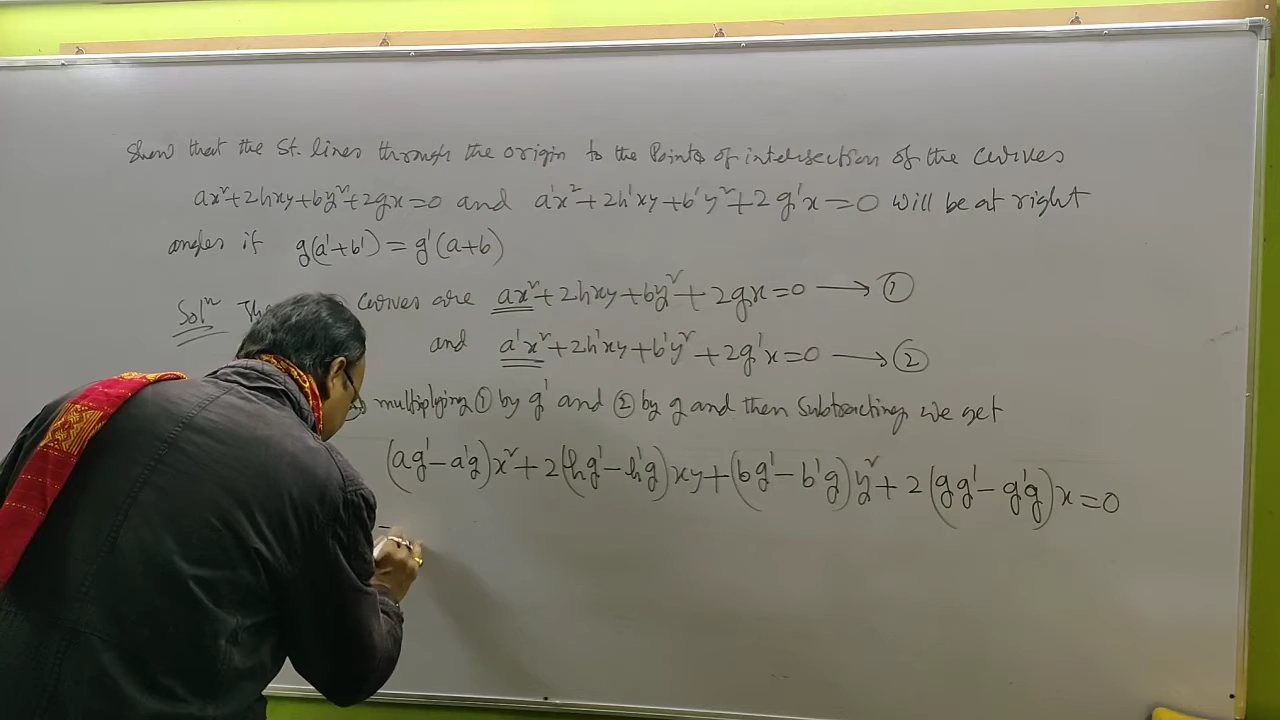 Show that the St. lines through the origin to the Points of intersection of the curves
ax²+2hxy+by²+2gx=0 and a'x²+2h'xy+b'y²+2g'x=0 will be at right
angles if g(a'+b')=g'(a+b)
Solⁿ The curves are ax²+2hxy+by²+2gx=0 → ①
and a'x²+2h'xy+b'y²+2g'x=0 → ②
multiplying ① by g' and ② by g and then Subtracting, we get
(ag'-a'g)x²+2(hg'-h'g)xy+(bg'-b'g)y²+2(gg'-g'g)x=0